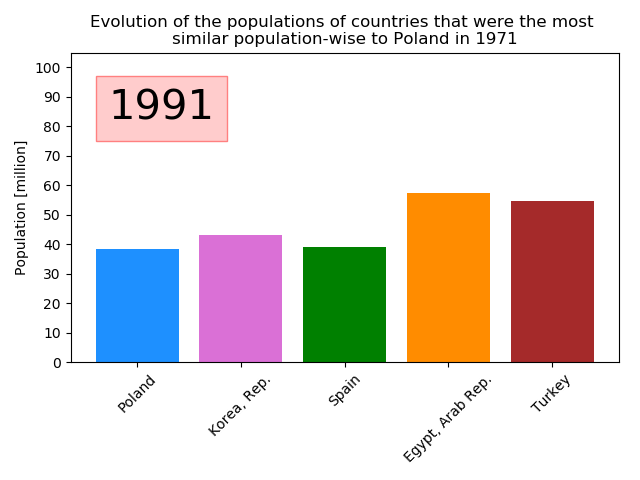 Evolution of the populations of countries that were the most
similar population-wise to Poland in 1971
1991
Population [million]
100
90
80
70
60
50
40
30
20
10
0
Poland
Korea, Rep.
Spain
Egypt, Arab Rep.
Turkey